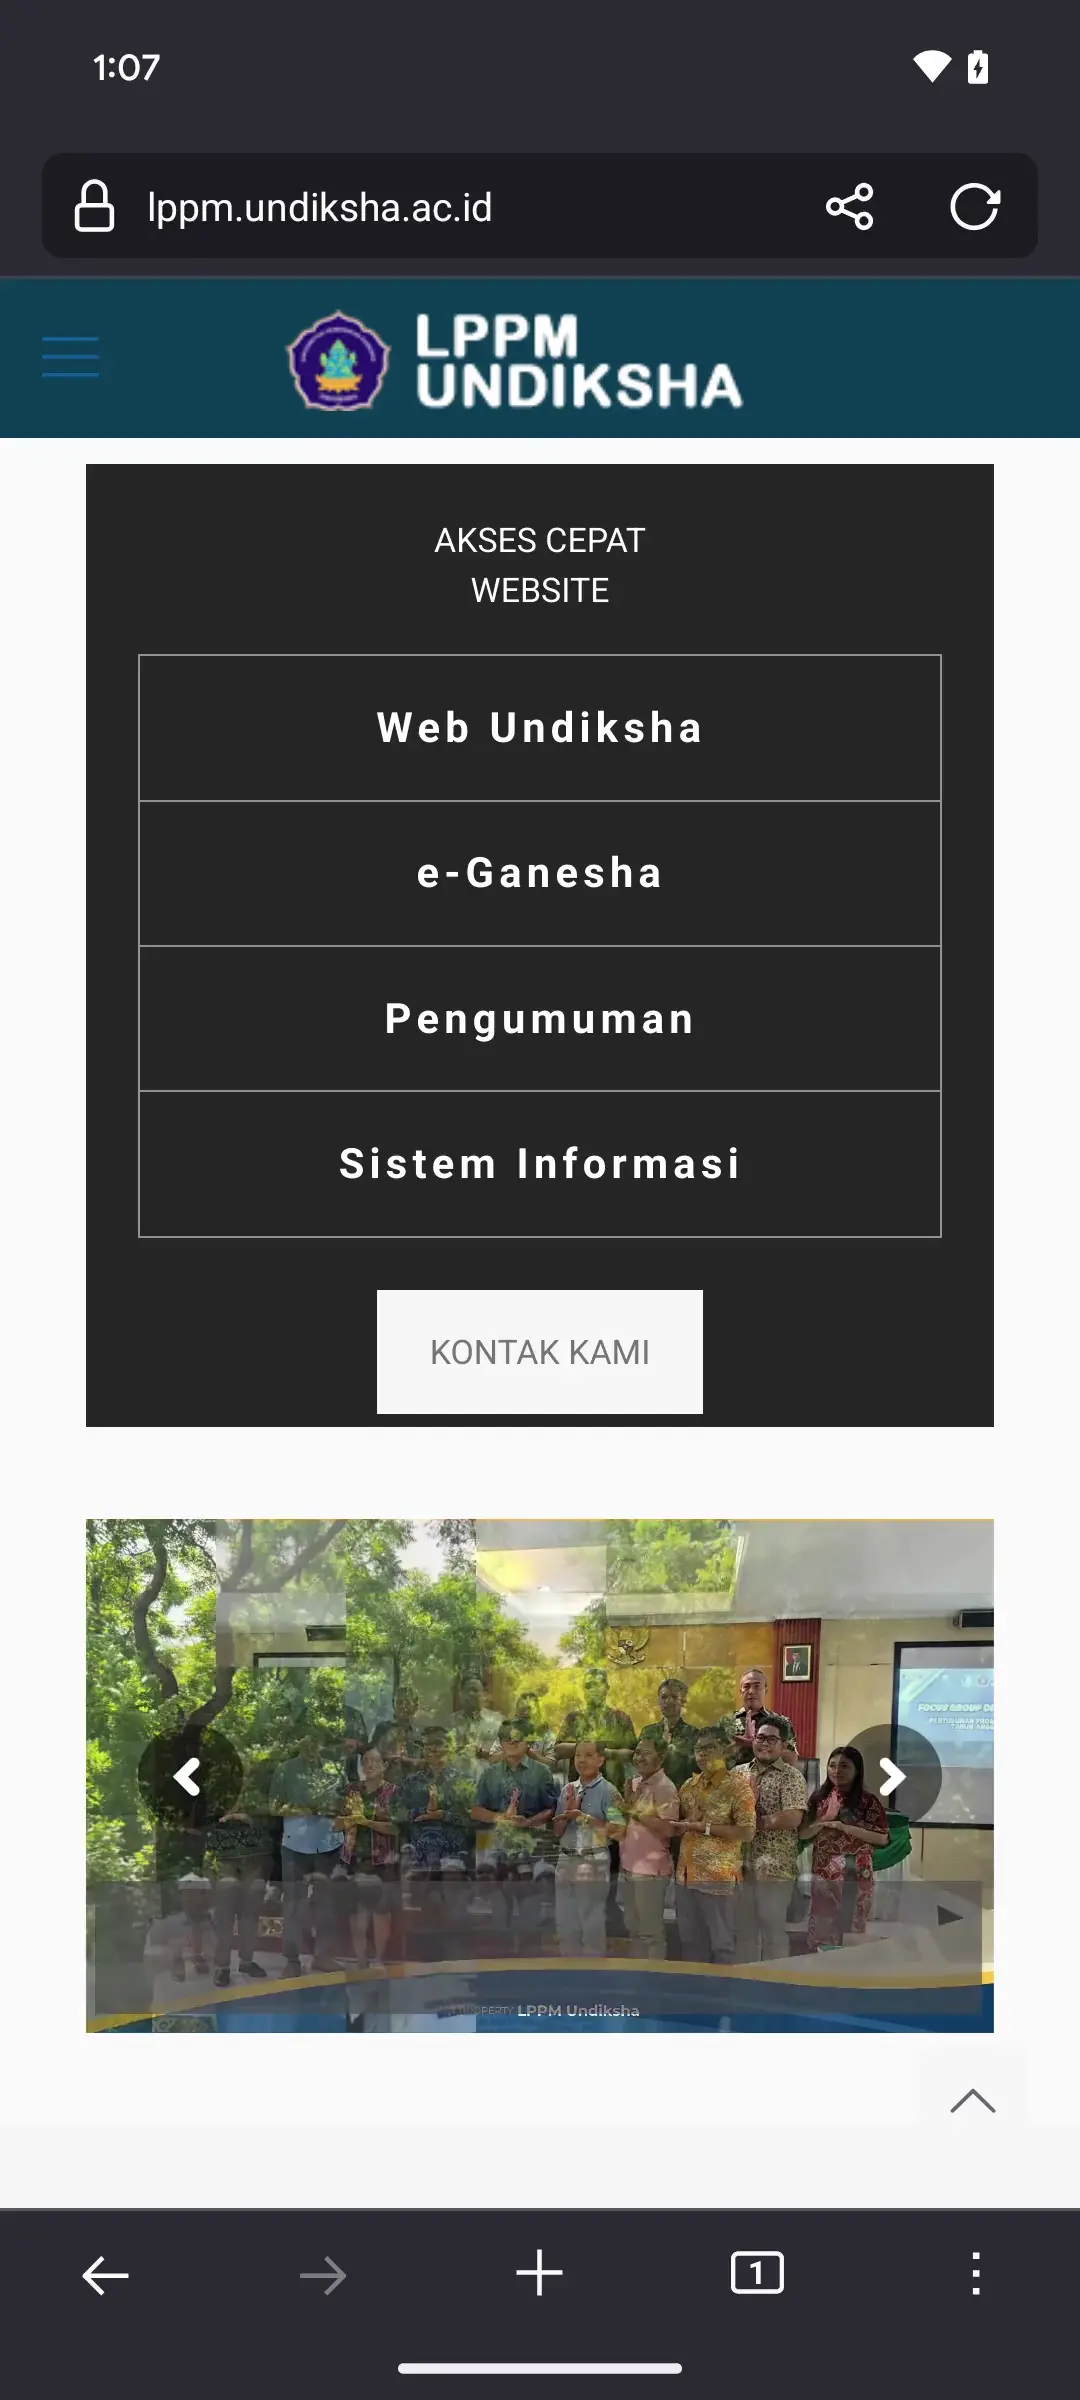 1:07
lppm.undiksha.ac.id
LPPM
UNDIKSHA
AKSES CEPAT
WEBSITE
Web Undiksha
e-Ganesha
Pengumuman
Sistem Informasi
KONTAK KAMI
FOCUS GROUP
LPPM Undiksha
1